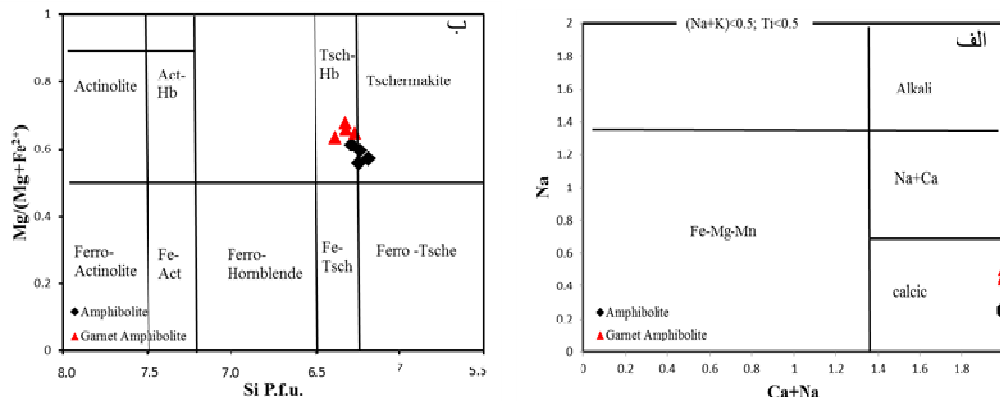 ب
1
Tsch-
Hb
Act-
Hb
Actinolite
Tschermakite
0.8
0.6
Mg/(Mg+Fe²⁺)
0.4
Ferro-
Actinolite
Fe-
Act
Ferro-
Hornblende
Fe-
Tsch
Ferro -Tsche
0.2
Amphibolite
Garnet Amphibolite
0
8.0 7.5 7.0 6.5 7 5.5
Si P.f.u.
الف
(Na+K)<0.5; Ti<0.5
2
1.8
1.6
1.4
1.2
1
0.8
0.6
0.4
0.2
0
Na
Alkali
Na+Ca
Fe-Mg-Mn
calcic
Amphibolite
Garnet Amphibolite
0 0.2 0.4 0.6 0.8 1 1.2 1.4 1.6 1.8
Ca+Na